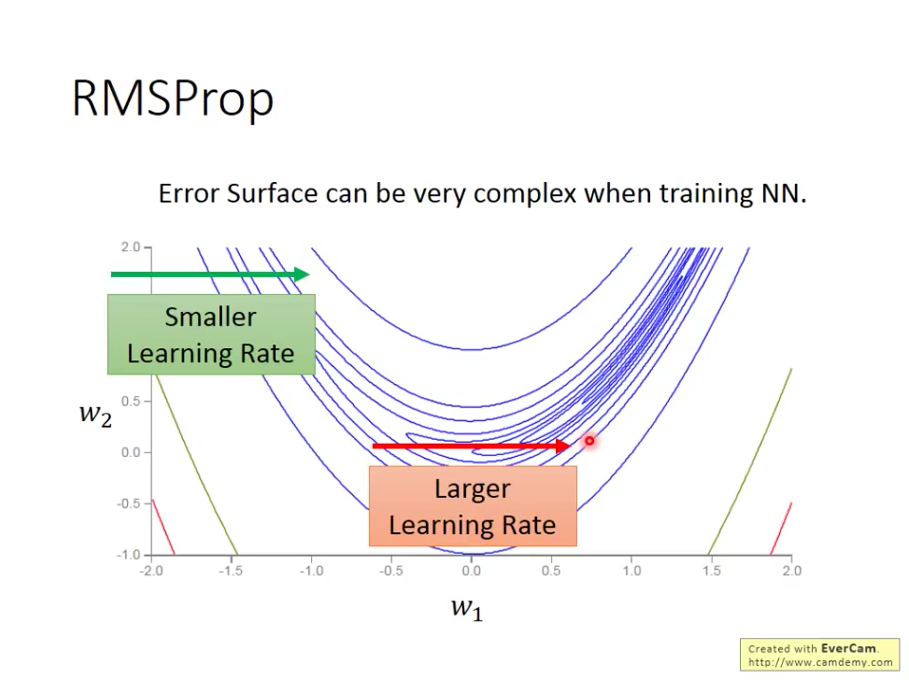 RMSProp
Error Surface can be very complex when training NN.
2.0
Smaller
Learning Rate
0.5
w₂
0.0
Larger
Learning Rate
-0.5
-1.0
-2.0 -1.5 -1.0 -0.5 0.0 0.5 1.0 1.5 2.0
w₁
Created with EverCam.
http://www.camdemy.com